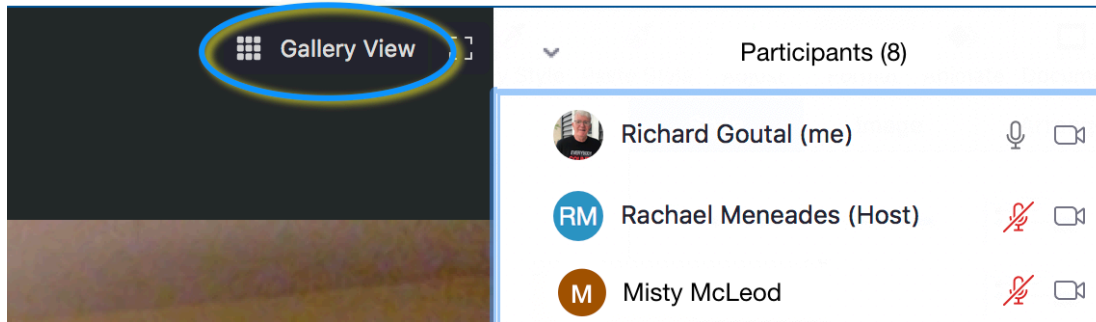 Gallery View
Participants (8)
Richard Goutal (me)
RM Rachael Meneades (Host)
M Misty McLeod